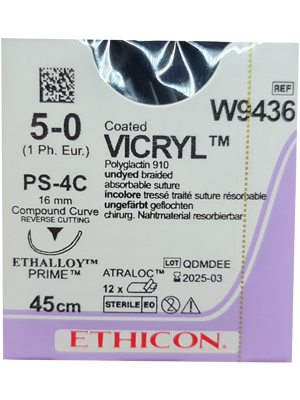 REF
W9436
5-0
(1 Ph. Eur.)
Coated
VICRYL™
Polyglactin 910
undyed braided
absorbable suture
incolore tressé traité suture résorbable
ungefärbt geflochten
chirurg. Nahtmaterial resorbierbar
PS-4C
16 mm
Compound Curve
REVERSE CUTTING
ETHALLOY™
PRIME™
45cm
ATRALOC™
12 x
LOT QDMDEE
2025-03
STERILE EO
2
ETHICON